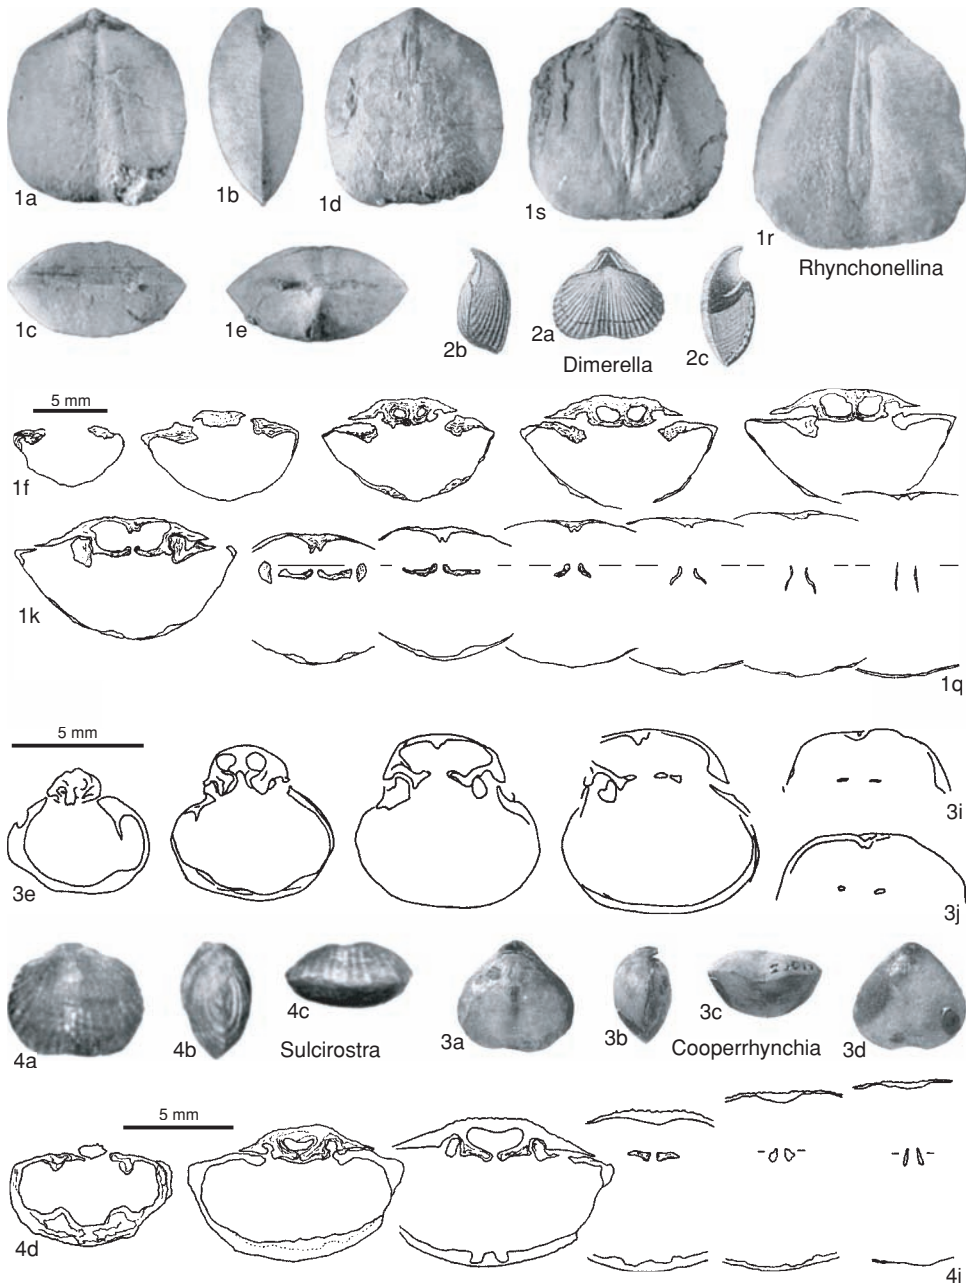 1a
1b
1d
1s
1r
Rhynchonellina
1c
1e
2b
2a
2c
Dimerella
5 mm
1f
1k
1q
5 mm
3e
3i
3j
4a
4b
4c
Sulcirostra
3a
3b
3c
Cooperrhynchia
3d
5 mm
4d
4i